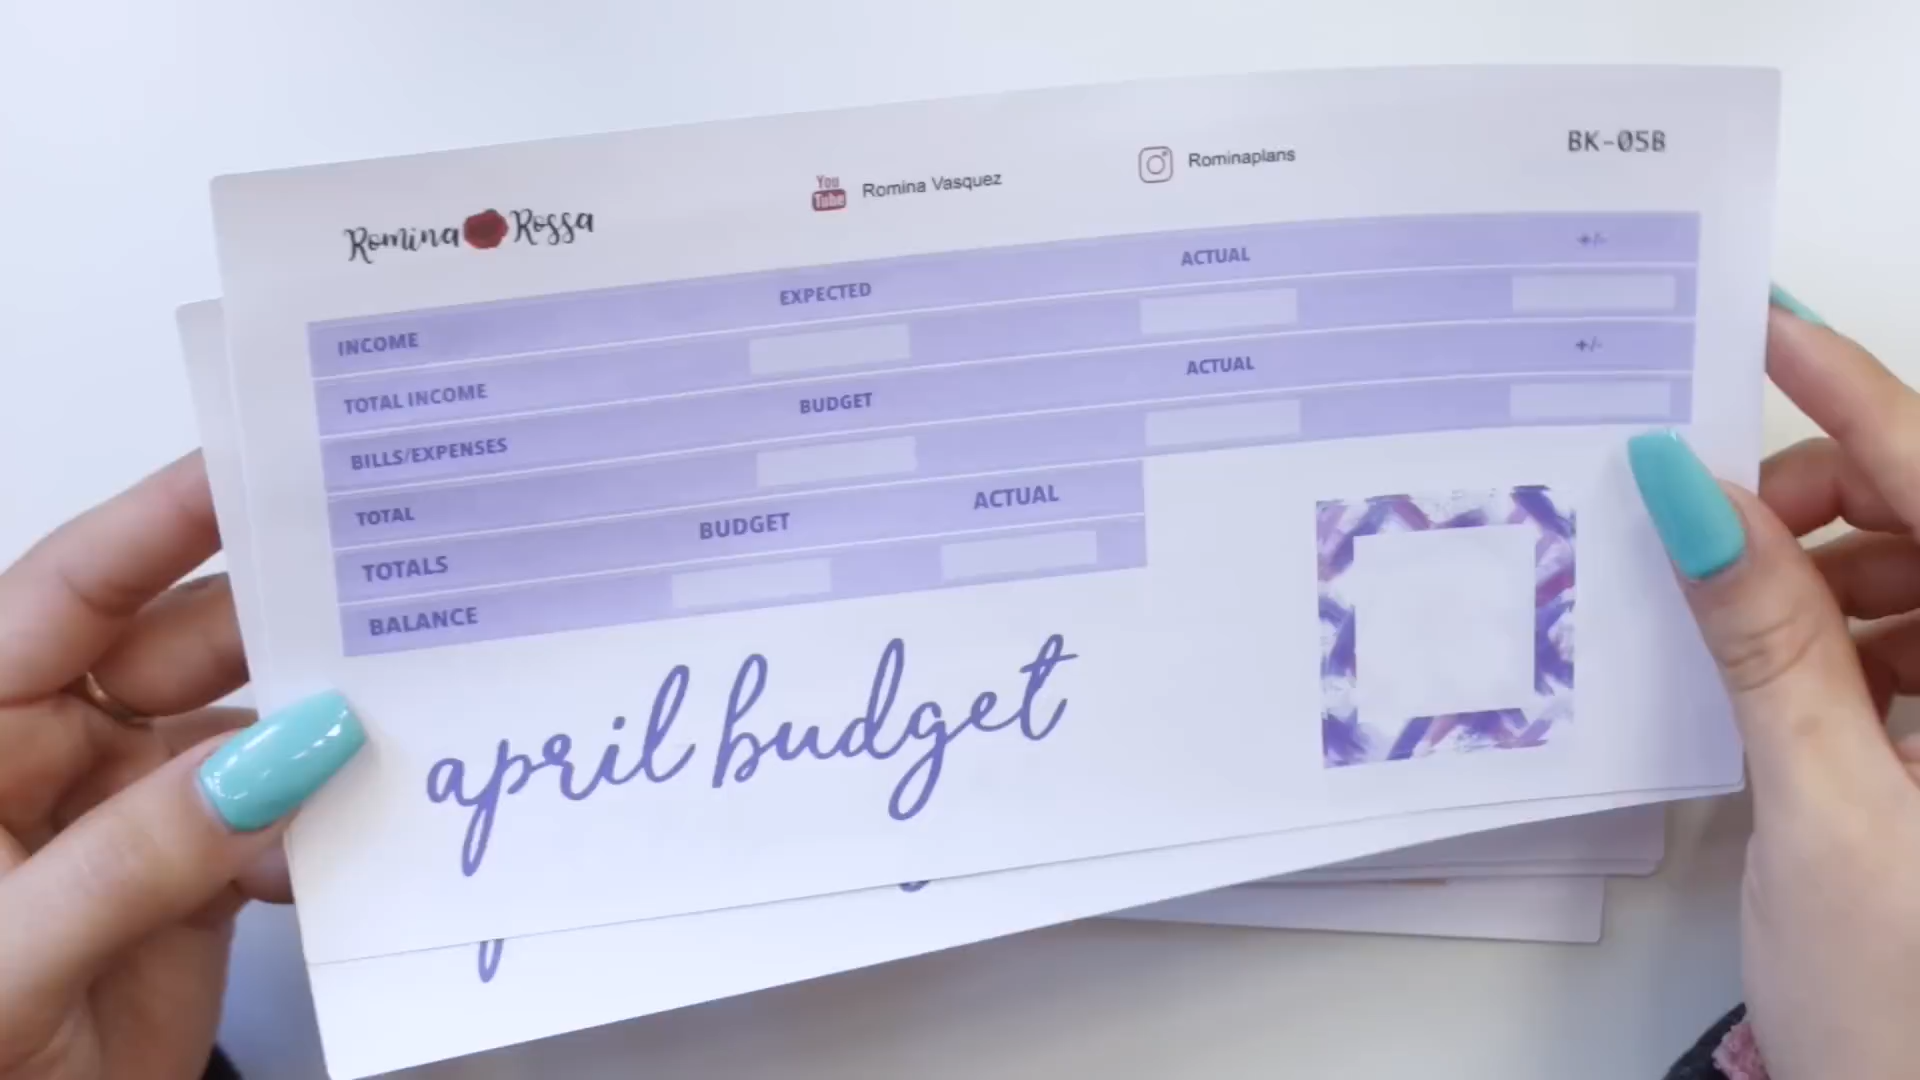 Romina Rossa
You Tube Romina Vasquez
Rominaplans
BK-05B
INCOME EXPECTED ACTUAL +/-
TOTAL INCOME
BILLS/EXPENSES BUDGET ACTUAL +/-
TOTAL
TOTALS BUDGET ACTUAL
BALANCE
april budget